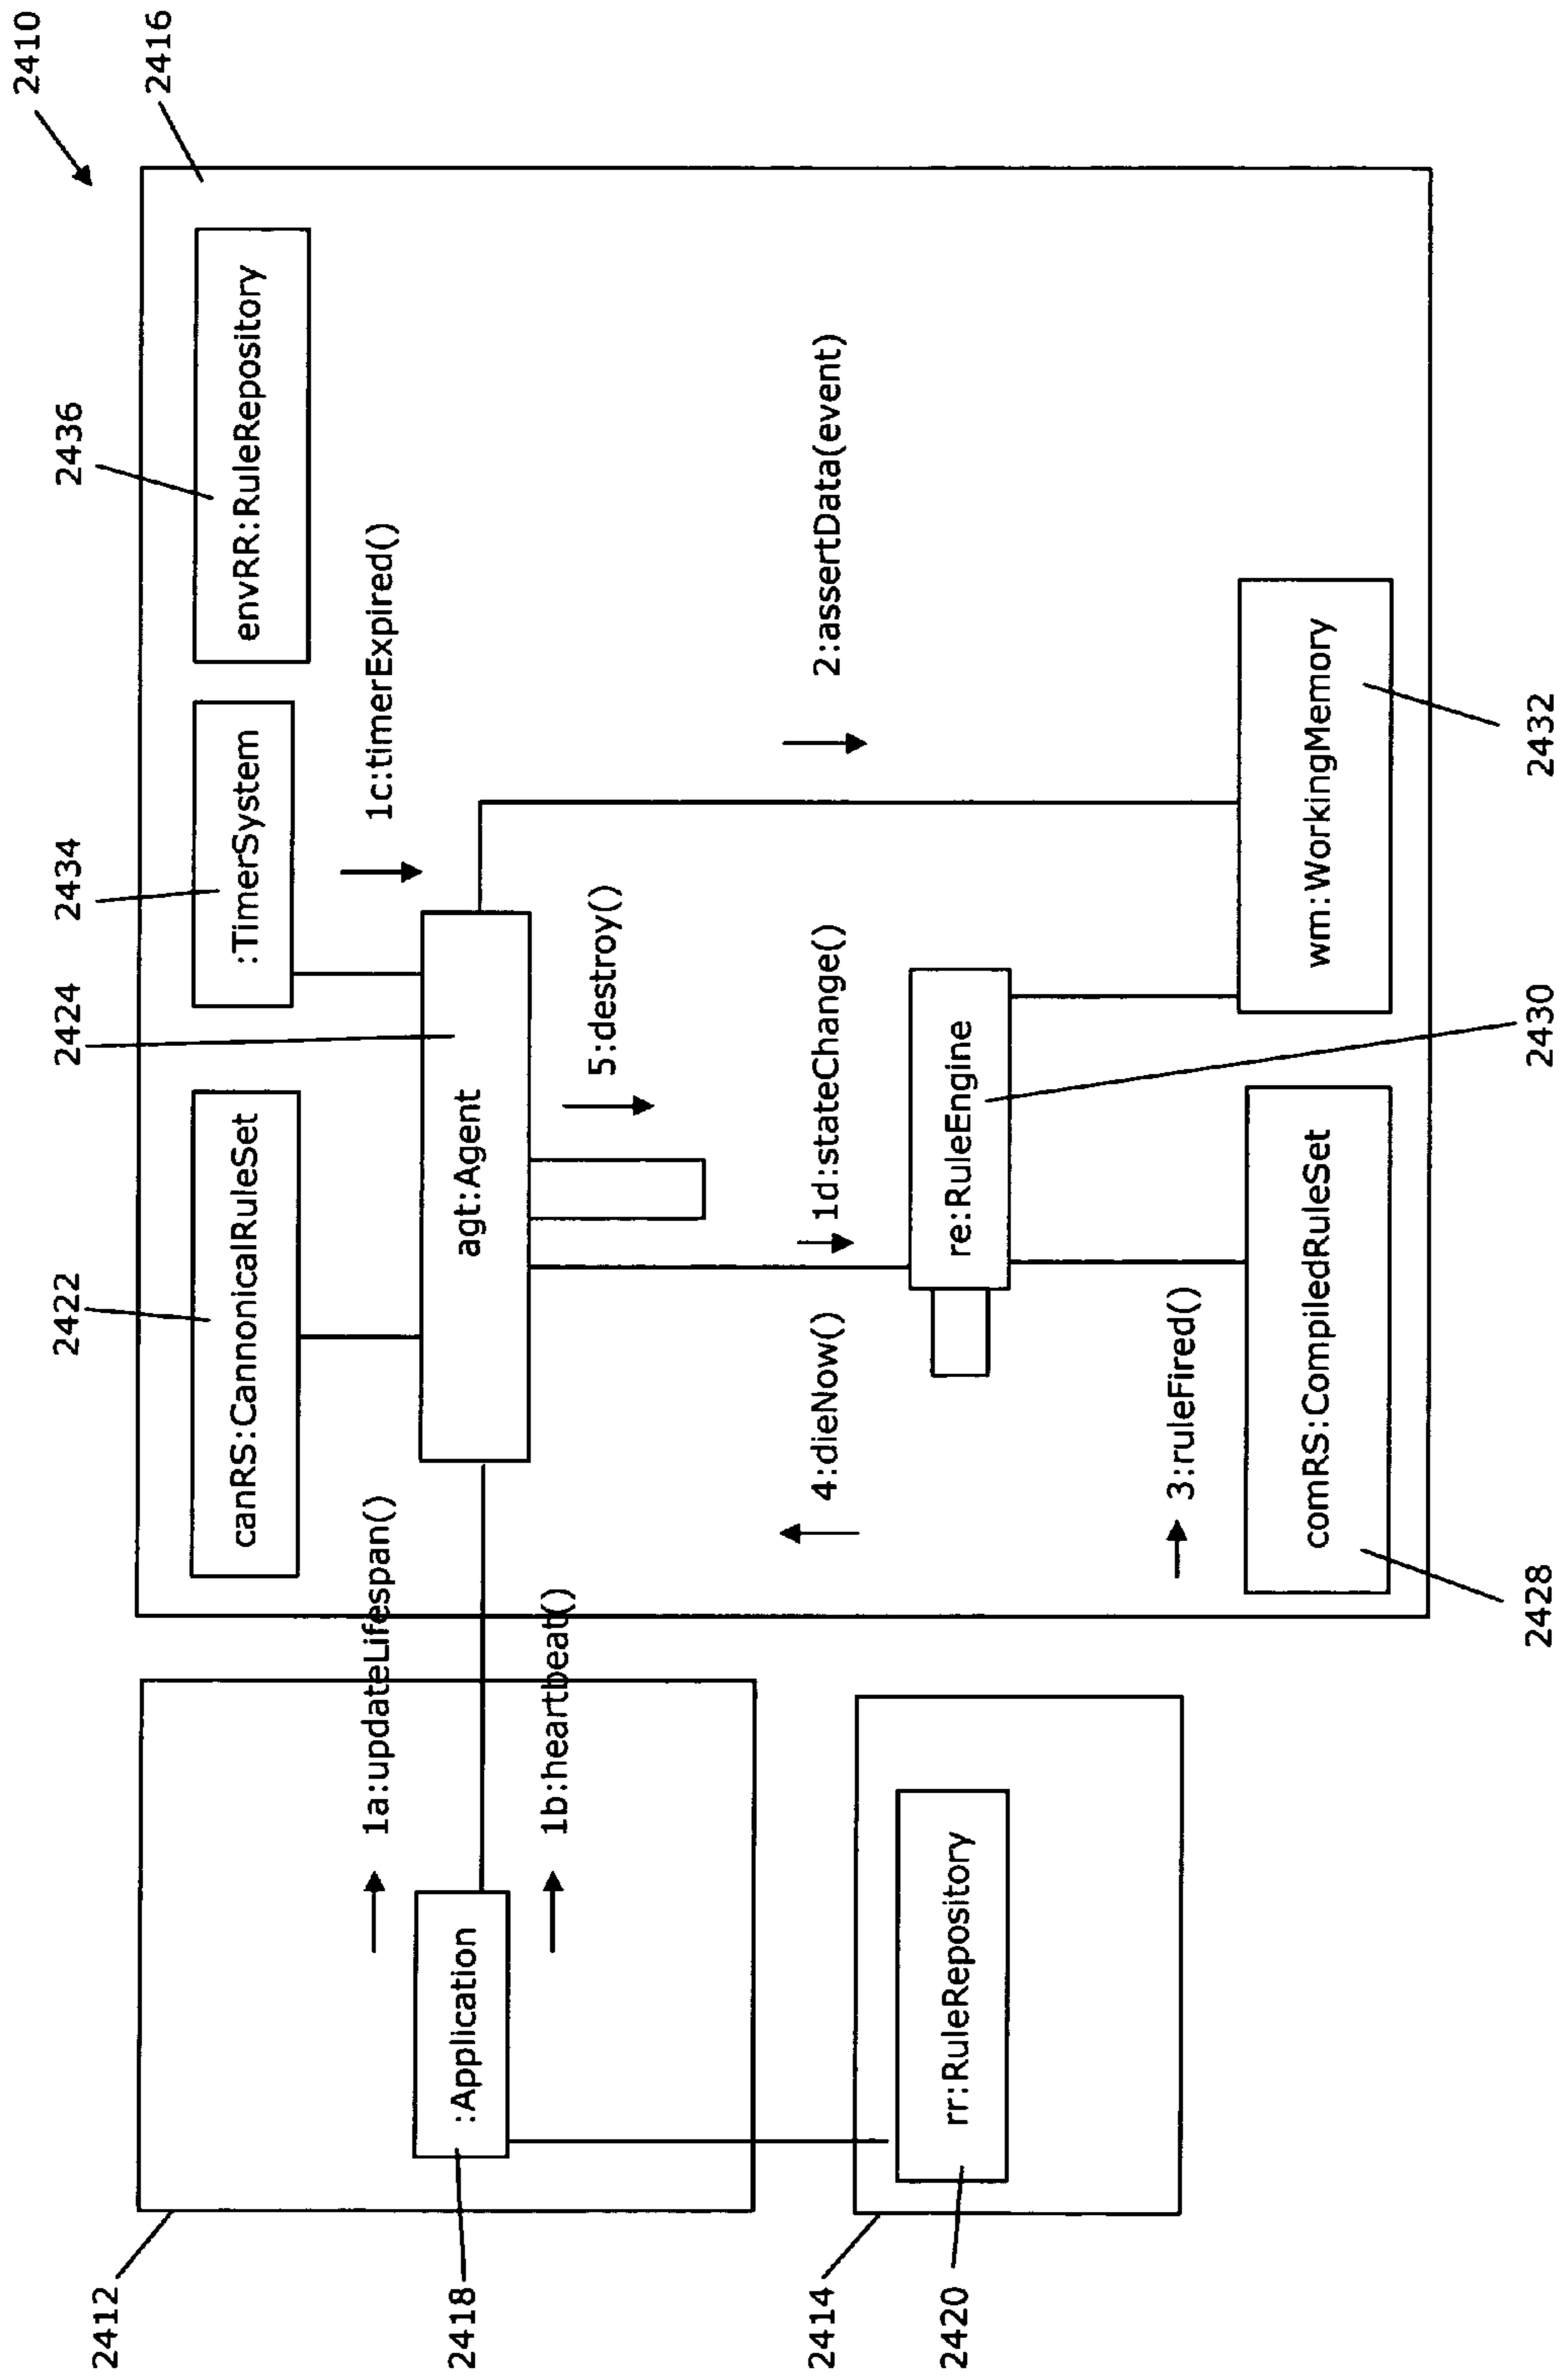 2410
2416
2436
2434
2424
2422
envRR:RuleRepository
:TimerSystem
canRS:CannonicalRuleSet
1c:timerExpired()
1a:updateLifespan()
agt:Agent
:Application
1b:heartbeat()
5:destroy()
2:assertData(event)
1d:stateChange()
4:dieNow()
re:RuleEngine
rr:RuleRepository
3:ruleFired()
wm:WorkingMemory
comRS:CompiledRuleSet
2412
2418
2414
2420
2428
2430
2432